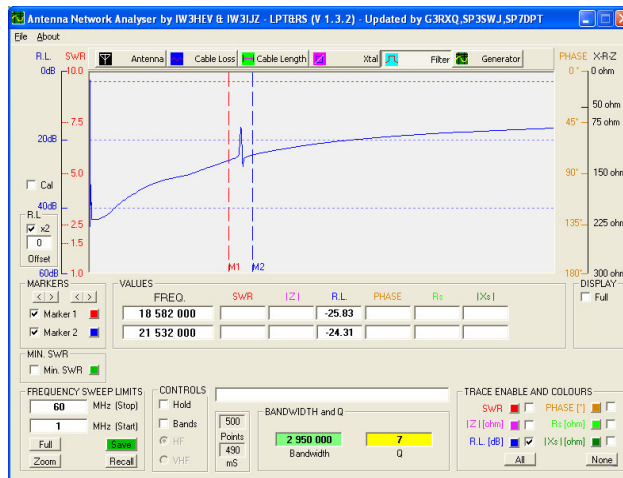 Antenna Network Analyser by IW3HEV & IW3IJZ - LPT&RS (V 1.3.2) - Updated by G3RXQ,SP3SWJ,SP7DPT
File About
R.L. SWR Antenna Cable Loss Cable Length Xtal Filter Generator PHASE X-R-Z
0dB 10.0 0° 0 ohm
50 ohm
7.5 45° 75 ohm
20dB
5.0 90° 150 ohm
Cal
40dB
R.L
x2 2.5 135° 225 ohm
0 1.5
Offset
60dB 1.0 M1 M2 180° 300 ohm
MARKERS VALUES DISPLAY
< > < > FREQ. SWR |Z| R.L. PHASE Rs |Xs| Full
Marker 1 18 582 000 -25.83
Marker 2 21 532 000 -24.31
MIN. SWR
Min. SWR
FREQUENCY SWEEP LIMITS CONTROLS TRACE ENABLE AND COLOURS
60 MHz (Stop) Hold BANDWIDTH and Q SWR PHASE [°]
1 MHz (Start) Bands 500 |Z| [ohm] Rs [ohm]
Full Save HF Points 2 950 000 7 R.L. [dB] |Xs| [ohm]
Zoom Recall VHF 490 Bandwidth Q All None
mS